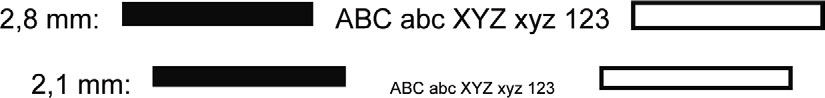 2,8 mm: ABC abc XYZ xyz 123
2,1 mm: ABC abc XYZ xyz 123